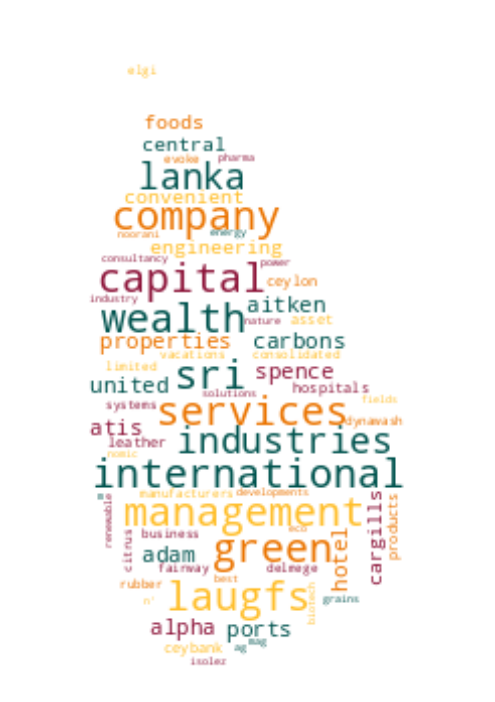 elgi
foods
central
evoke pharma
lanka
convenient
company
noorani energy
engineering
consultancy power
capital ceylon
industry aitken
wealth nature asset
properties carbons
vacations consolidated
limited sri spence
united hospitals
solutions fields
systems services dynawash
atis industries
leather
nomic
international
m manufacturers developments
renewable management cargills products
citrus business eco
adam green hotel
fairway delmege
rubber best
n' laugfs biotech grains
alpha ports
ceybank ag mag
isolez